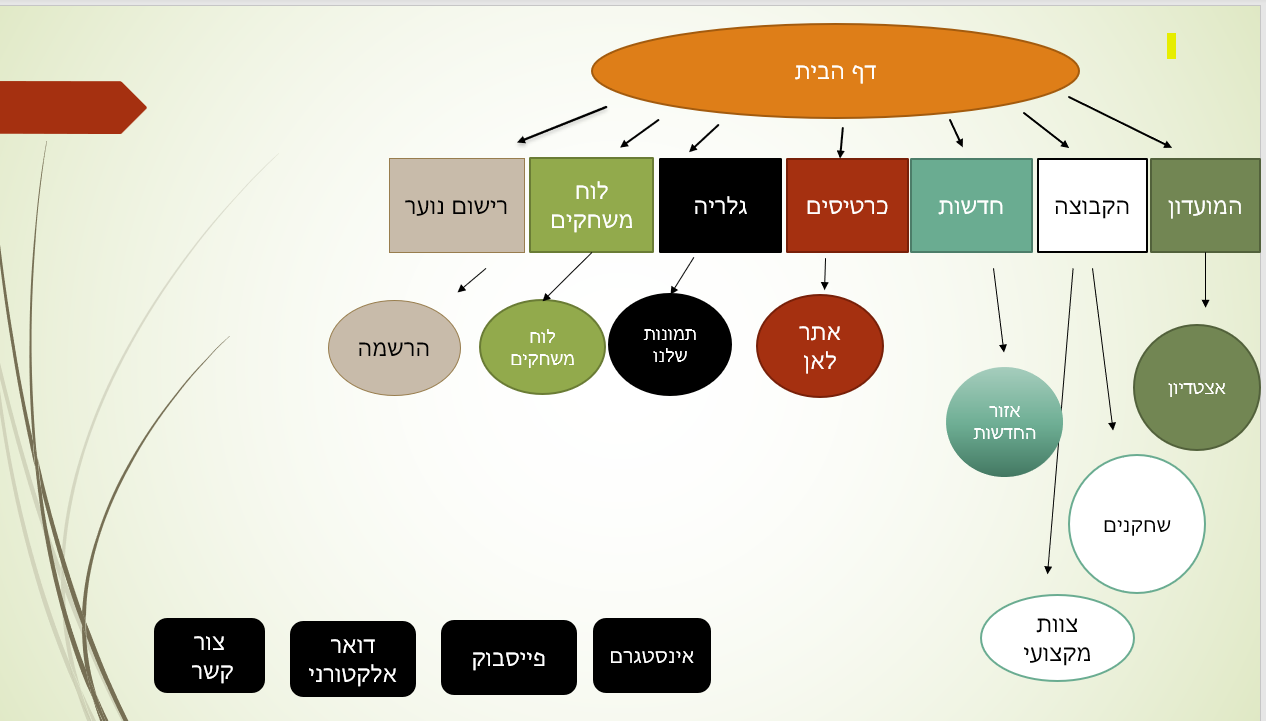 דף הבית
המועדון
הקבוצה
חדשות
כרטיסים
גלריה
לוח
משחקים
רישום נוער
אצטדיון
שחקנים
צוות
מקצועי
אזור
החדשות
אתר
לאן
תמונות
שלנו
לוח
משחקים
הרשמה
אינסטגרם
פייסבוק
דואר
אלקטורני
צור
קשר